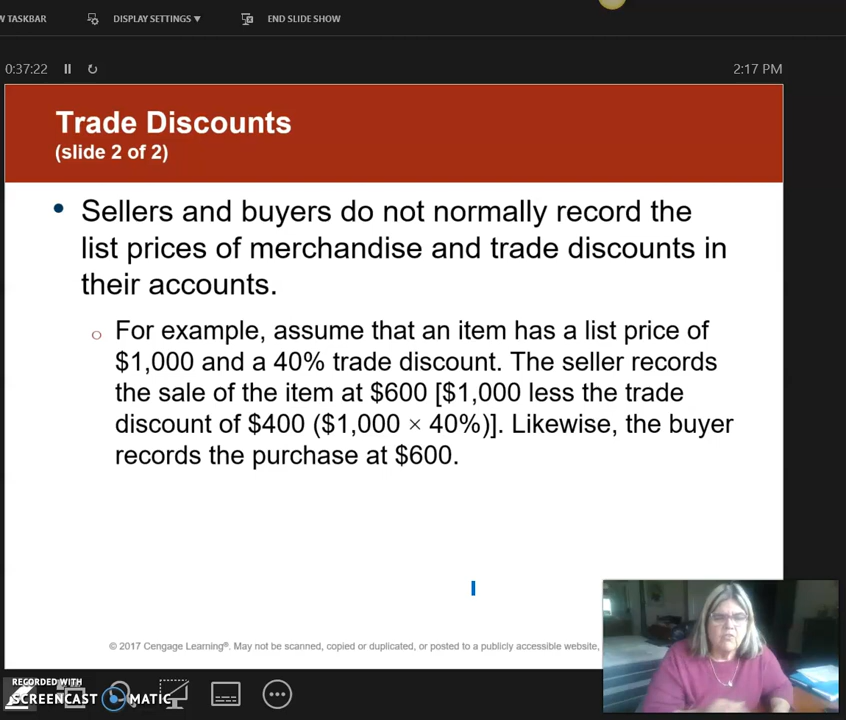 W TASKBAR DISPLAY SETTINGS ▾ END SLIDE SHOW
0:37:22 2:17 PM
Trade Discounts
(slide 2 of 2)
• Sellers and buyers do not normally record the
list prices of merchandise and trade discounts in
their accounts.
○ For example, assume that an item has a list price of
$1,000 and a 40% trade discount. The seller records
the sale of the item at $600 [$1,000 less the trade
discount of $400 ($1,000 × 40%)]. Likewise, the buyer
records the purchase at $600.
© 2017 Cengage Learning®. May not be scanned, copied or duplicated, or posted to a publicly accessible website,
RECORDED WITH
SCREENCAST MATIC